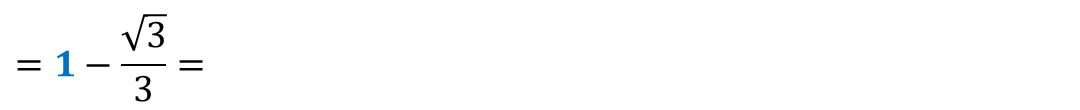 = 1 − √3/3 =